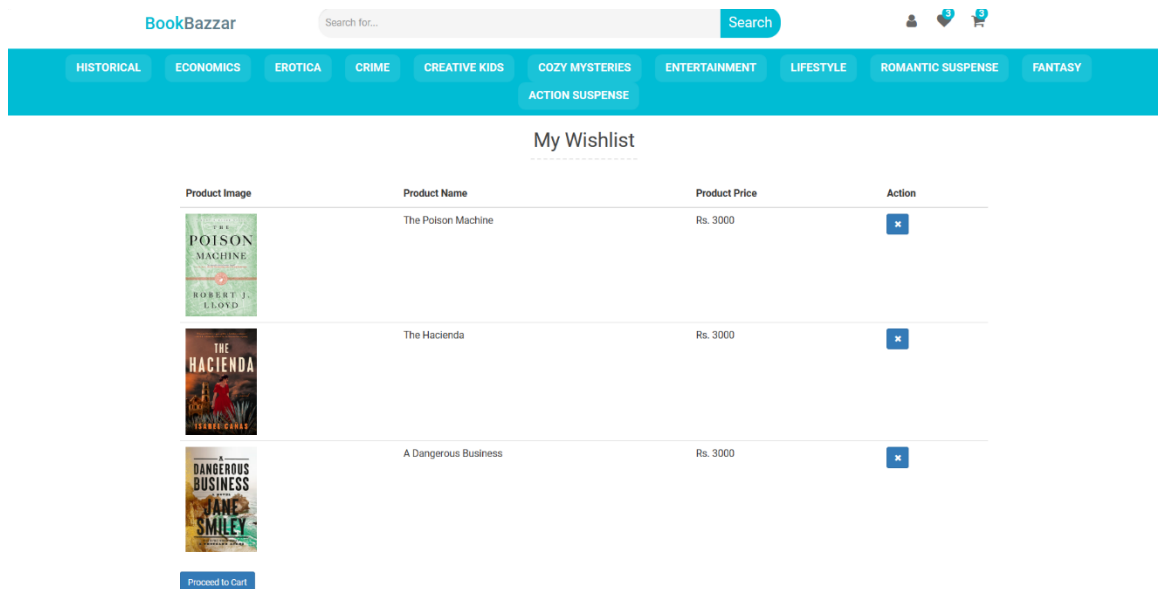 BookBazzar
Search for...
Search
3
3
HISTORICAL ECONOMICS EROTICA CRIME CREATIVE KIDS COZY MYSTERIES ENTERTAINMENT LIFESTYLE ROMANTIC SUSPENSE FANTASY
ACTION SUSPENSE
My Wishlist
Product Image Product Name Product Price Action
THE
POISON
MACHINE
ROBERT J.
LLOYD
The Poison Machine Rs. 3000
THE
HACIENDA
ISABEL CAÑAS
The Hacienda Rs. 3000
A
DANGEROUS
BUSINESS
A NOVEL
JANE
SMILEY
A Dangerous Business Rs. 3000
Proceed to Cart